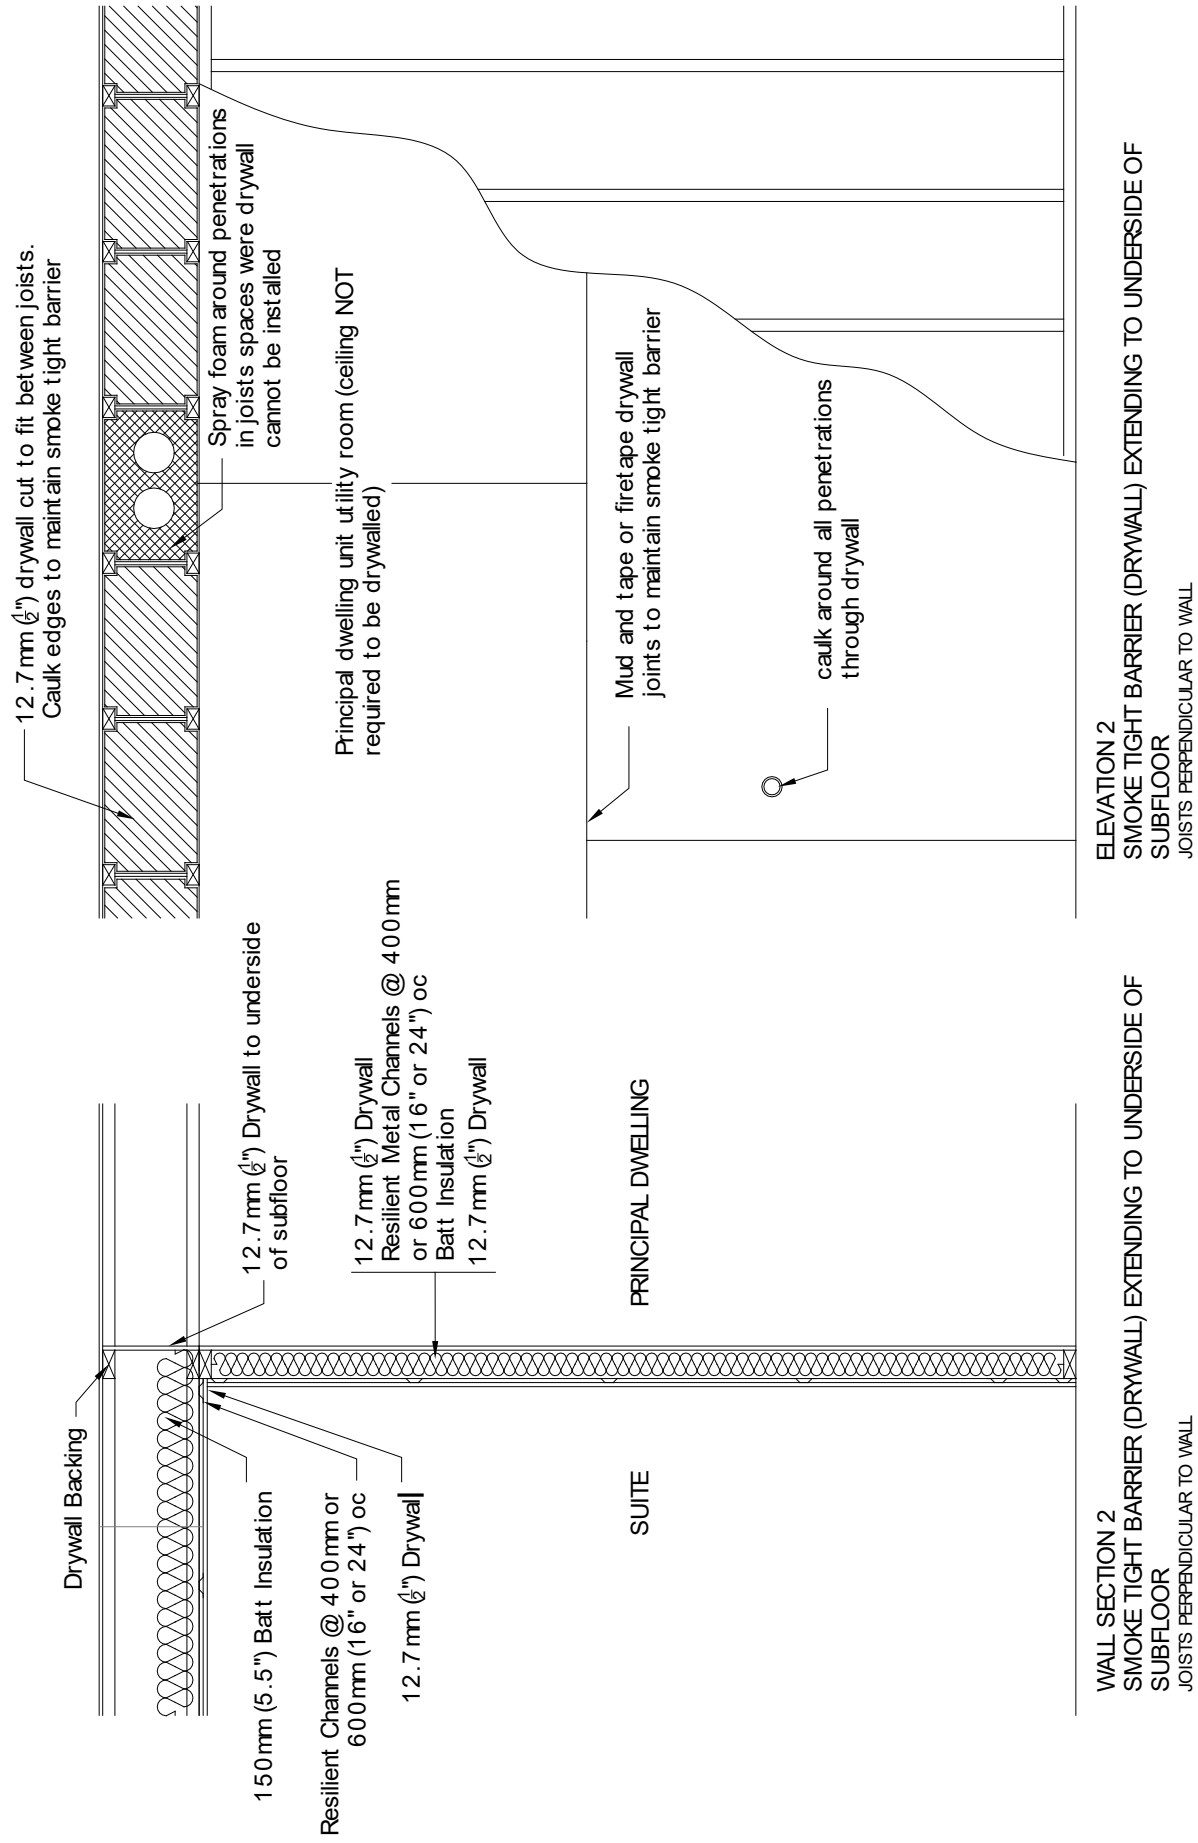 Drywall Backing
150mm (5.5") Batt Insulation
Resilient Channels @ 400mm or
600mm (16" or 24") oc
12.7mm (½") Drywall
12.7mm (½") Drywall to underside
of subfloor
12.7mm (½") Drywall
Resilient Metal Channels @ 400mm
or 600mm (16" or 24") oc
Batt Insulation
12.7mm (½") Drywall
SUITE
PRINCIPAL DWELLING
WALL SECTION 2
SMOKE TIGHT BARRIER (DRYWALL) EXTENDING TO UNDERSIDE OF
SUBFLOOR
JOISTS PERPENDICULAR TO WALL
12.7mm (½") drywall cut to fit between joists.
Caulk edges to maintain smoke tight barrier
Spray foam around penetrations
in joists spaces were drywall
cannot be installed
Principal dwelling unit utility room (ceiling NOT
required to be drywalled)
Mud and tape or firetape drywall
joints to maintain smoke tight barrier
caulk around all penetrations
through drywall
ELEVATION 2
SMOKE TIGHT BARRIER (DRYWALL) EXTENDING TO UNDERSIDE OF
SUBFLOOR
JOISTS PERPENDICULAR TO WALL